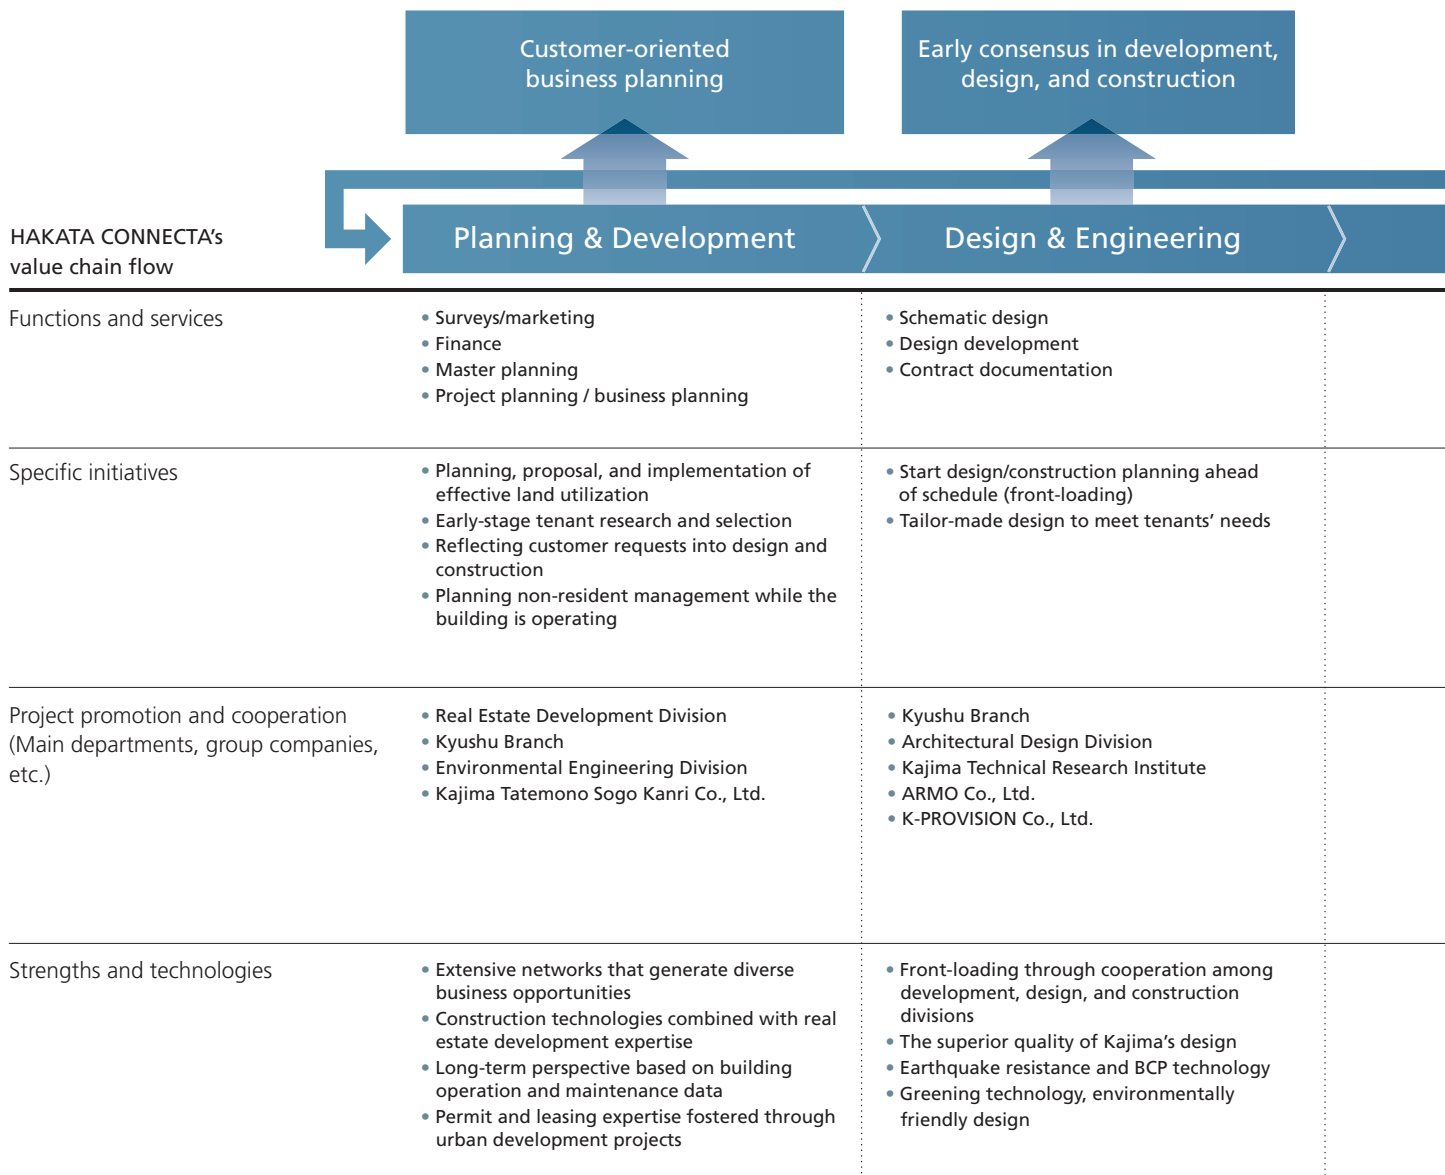 Customer-oriented
business planning
Early consensus in development,
design, and construction
HAKATA CONNECTA's
value chain flow
Planning & Development
Design & Engineering
Functions and services
• Surveys/marketing
• Finance
• Master planning
• Project planning / business planning
• Schematic design
• Design development
• Contract documentation
Specific initiatives
• Planning, proposal, and implementation of
effective land utilization
• Early-stage tenant research and selection
• Reflecting customer requests into design and
construction
• Planning non-resident management while the
building is operating
• Start design/construction planning ahead
of schedule (front-loading)
• Tailor-made design to meet tenants' needs
Project promotion and cooperation
(Main departments, group companies,
etc.)
• Real Estate Development Division
• Kyushu Branch
• Environmental Engineering Division
• Kajima Tatemono Sogo Kanri Co., Ltd.
• Kyushu Branch
• Architectural Design Division
• Kajima Technical Research Institute
• ARMO Co., Ltd.
• K-PROVISION Co., Ltd.
Strengths and technologies
• Extensive networks that generate diverse
business opportunities
• Construction technologies combined with real
estate development expertise
• Long-term perspective based on building
operation and maintenance data
• Permit and leasing expertise fostered through
urban development projects
• Front-loading through cooperation among
development, design, and construction
divisions
• The superior quality of Kajima's design
• Earthquake resistance and BCP technology
• Greening technology, environmentally
friendly design